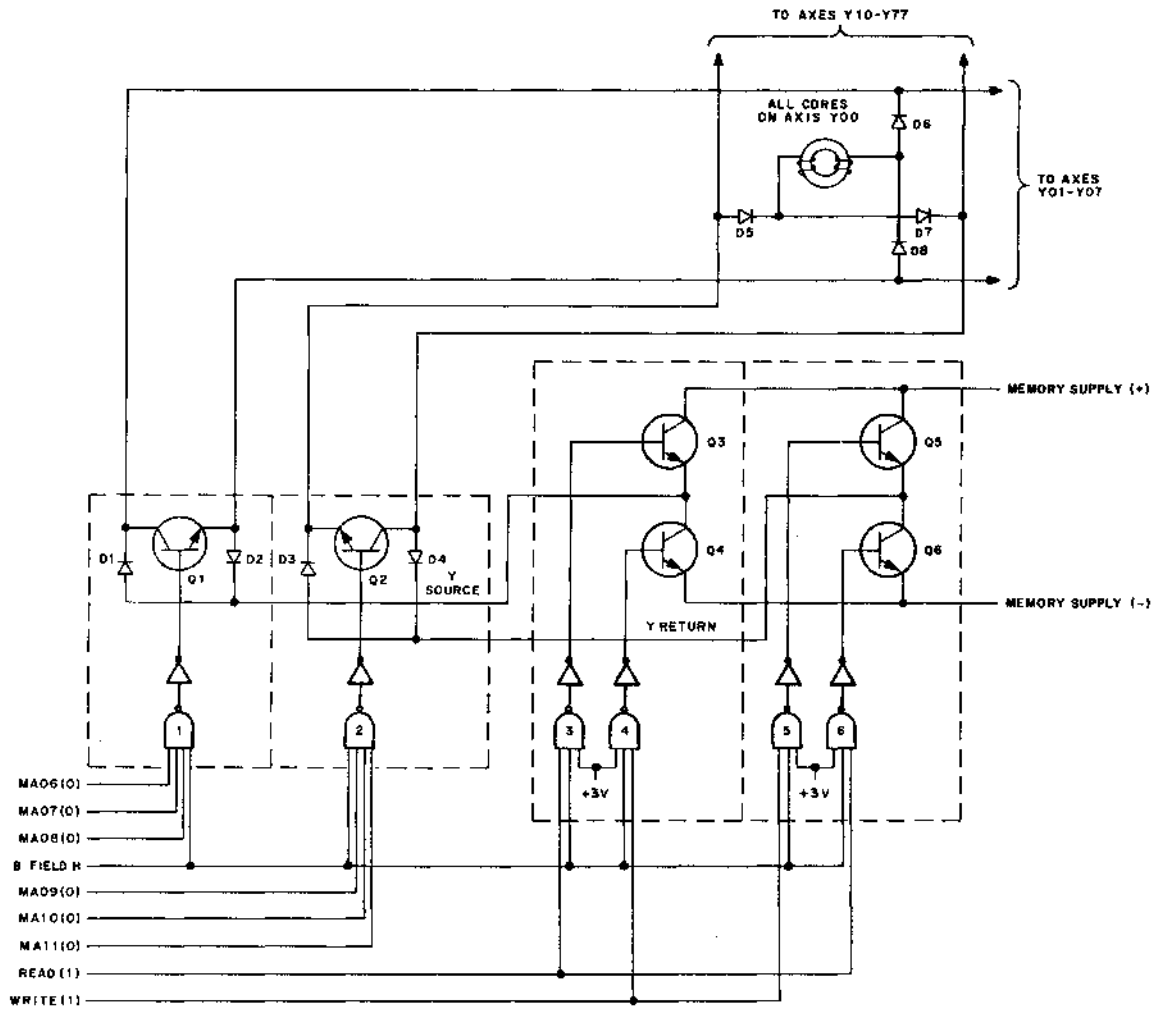 TO AXES Y10-Y77
ALL CORES
ON AXIS Y00
D6
TO AXES
Y01-Y07
D5
D7
D8
MEMORY SUPPLY (+)
Q3
Q5
D1
Q1
D2
D3
Q2
D4
Y
SOURCE
Q4
Q6
MEMORY SUPPLY (-)
Y RETURN
1
2
3
4
5
6
+3V
+3V
MA06(0)
MA07(0)
MA08(0)
B FIELD H
MA09(0)
MA10(0)
MA11(0)
READ (1)
WRITE (1)